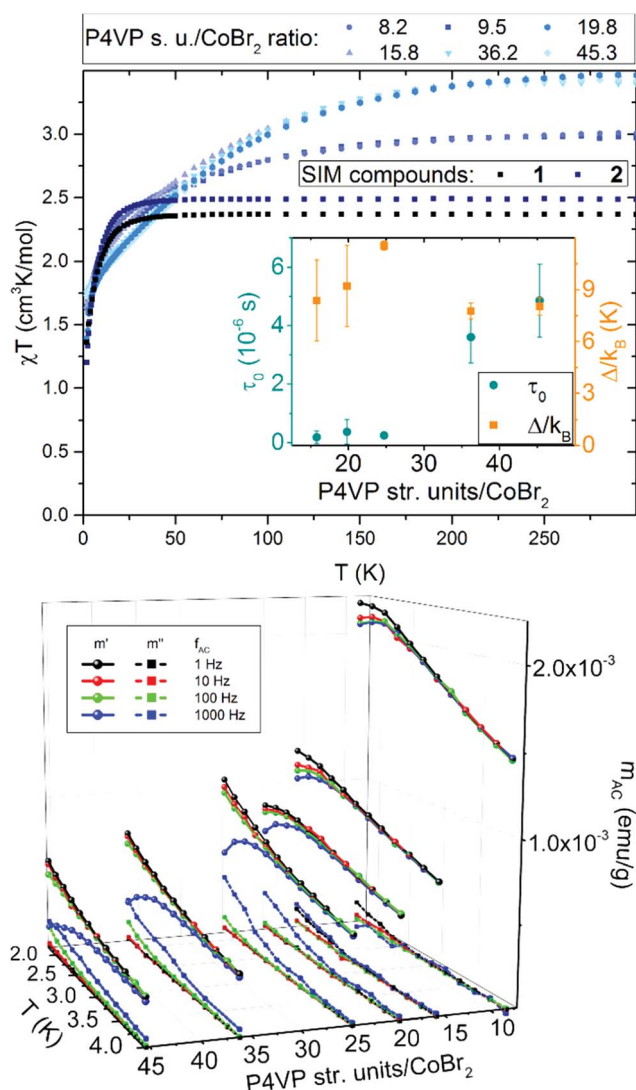 P4VP s. u./CoBr₂ ratio: 8.2 9.5 19.8
15.8 36.2 45.3
3.0
2.5
2.0
1.5
1.0
0.5
0.0
χT (cm³K/mol)
SIM compounds: 1 2
6
4
2
0
τ₀ (10⁻⁶ s)
9
6
3
0
Δ/k_B (K)
τ₀
Δ/k_B
20 30 40
P4VP str. units/CoBr₂
0 50 100 150 200 250
T (K)
m' m" f_AC
1 Hz
10 Hz
100 Hz
1000 Hz
2.0x10⁻³
1.0x10⁻³
m_AC (emu/g)
2.0
2.5
3.0
3.5
4.0
T (K)
45 40 35 30 25 20 15 10
P4VP str. units/CoBr₂